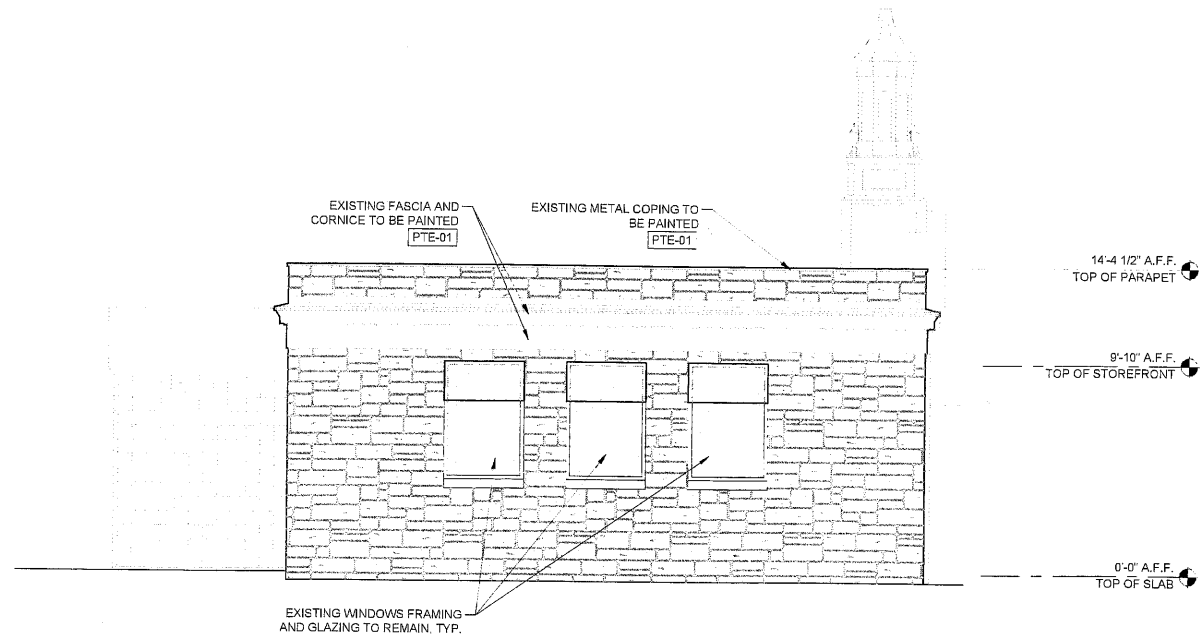 EXISTING FASCIA AND
CORNICE TO BE PAINTED
PTE-01
EXISTING METAL COPING TO
BE PAINTED
PTE-01
14'-4 1/2" A.F.F.
TOP OF PARAPET
9'-10" A.F.F.
TOP OF STOREFRONT
0'-0" A.F.F.
TOP OF SLAB
EXISTING WINDOWS FRAMING
AND GLAZING TO REMAIN, TYP.